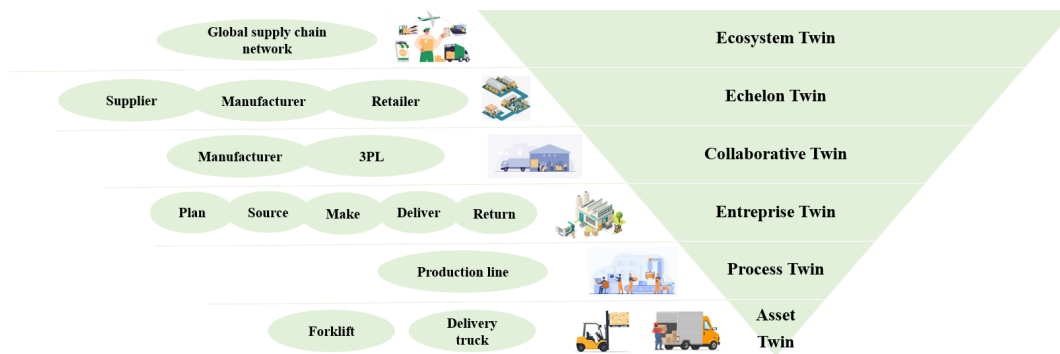 Global supply chain
network
Ecosystem Twin
Supplier
Manufacturer
Retailer
Echelon Twin
Manufacturer
3PL
Collaborative Twin
Plan
Source
Make
Deliver
Return
Entreprise Twin
Production line
Process Twin
Forklift
Delivery
truck
Asset
Twin